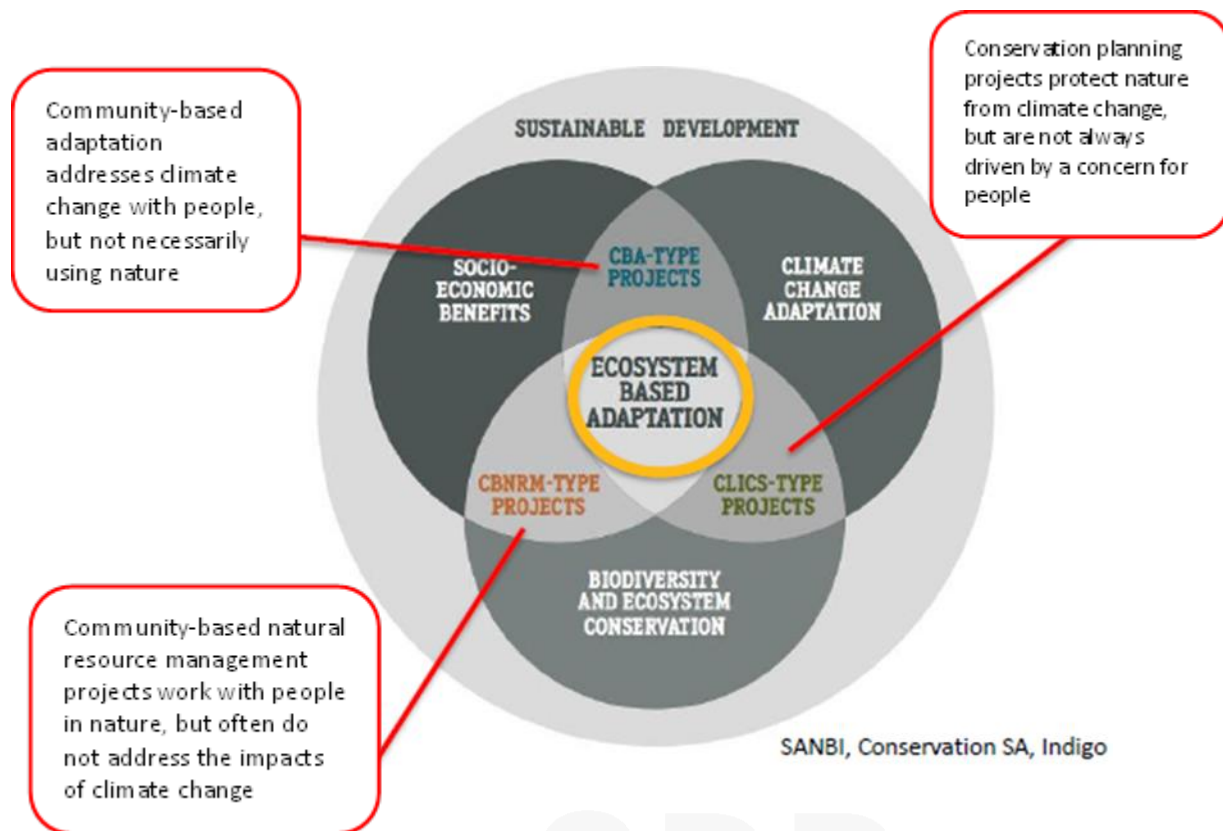 Community-based
adaptation
addresses climate
change with people,
but not necessarily
using nature
Conservation planning
projects protect nature
from climate change,
but are not always
driven by a concern for
people
SUSTAINABLE DEVELOPMENT
SOCIO-
ECONOMIC
BENEFITS
CBA-TYPE
PROJECTS
CLIMATE
CHANGE
ADAPTATION
ECOSYSTEM
BASED
ADAPTATION
CBNRM-TYPE
PROJECTS
CLICS-TYPE
PROJECTS
BIODIVERSITY
AND ECOSYSTEM
CONSERVATION
Community-based natural
resource management
projects work with people
in nature, but often do
not address the impacts
of climate change
SANBI, Conservation SA, Indigo